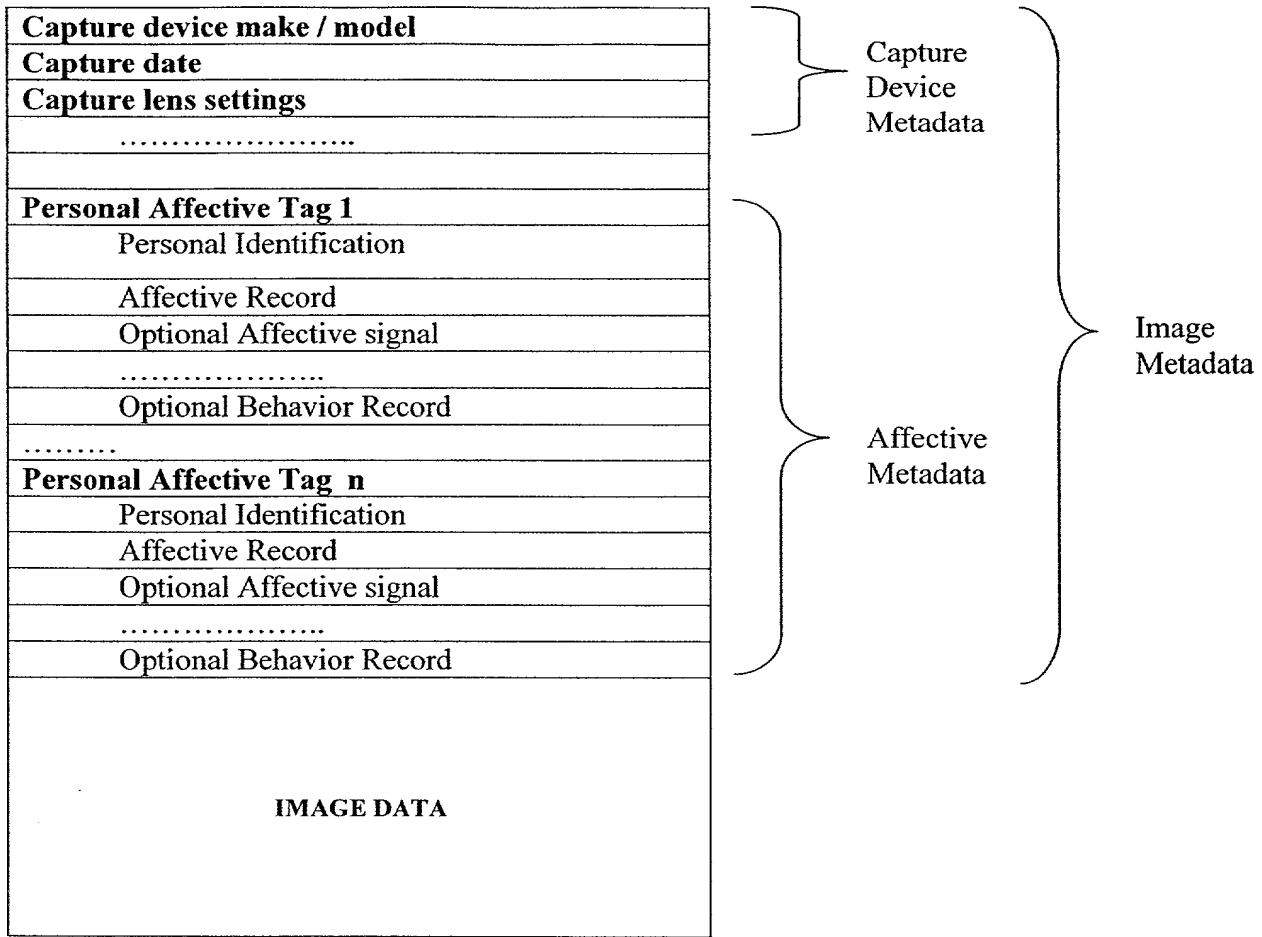 Capture device make / model
Capture date
Capture lens settings
.......................
Personal Affective Tag 1
Personal Identification
Affective Record
Optional Affective signal
....................
Optional Behavior Record
.........
Personal Affective Tag n
Personal Identification
Affective Record
Optional Affective signal
....................
Optional Behavior Record
IMAGE DATA
Capture
Device
Metadata
Affective
Metadata
Image
Metadata